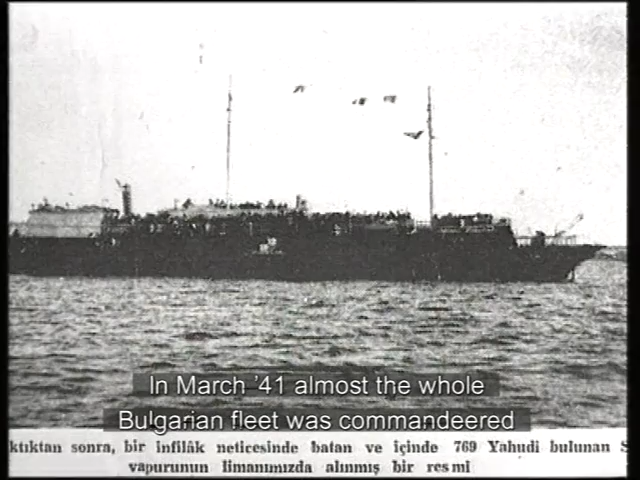 In March '41 almost the whole
Bulgarian fleet was commandeered
sonra, bir infilâk neticesinde batan ve içinde 769 Yahudi bulunan
vapurunun limanımızda alınmış bir resmi